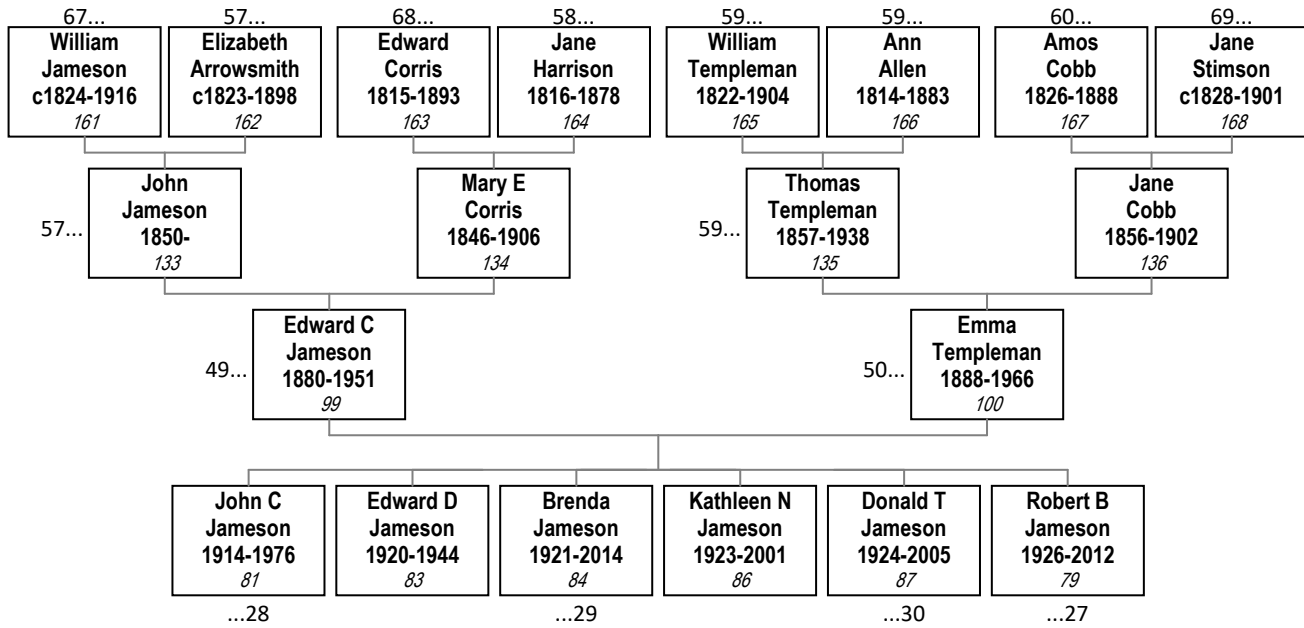 67...
57...
68...
58...
59...
59...
60...
69...
William
Jameson
c1824-1916
161
Elizabeth
Arrowsmith
c1823-1898
162
Edward
Corris
1815-1893
163
Jane
Harrison
1816-1878
164
William
Templeman
1822-1904
165
Ann
Allen
1814-1883
166
Amos
Cobb
1826-1888
167
Jane
Stimson
c1828-1901
168
57...
John
Jameson
1850-
133
Mary E
Corris
1846-1906
134
59...
Thomas
Templeman
1857-1938
135
Jane
Cobb
1856-1902
136
49...
Edward C
Jameson
1880-1951
99
50...
Emma
Templeman
1888-1966
100
John C
Jameson
1914-1976
81
Edward D
Jameson
1920-1944
83
Brenda
Jameson
1921-2014
84
Kathleen N
Jameson
1923-2001
86
Donald T
Jameson
1924-2005
87
Robert B
Jameson
1926-2012
79
...28
...29
...30
...27